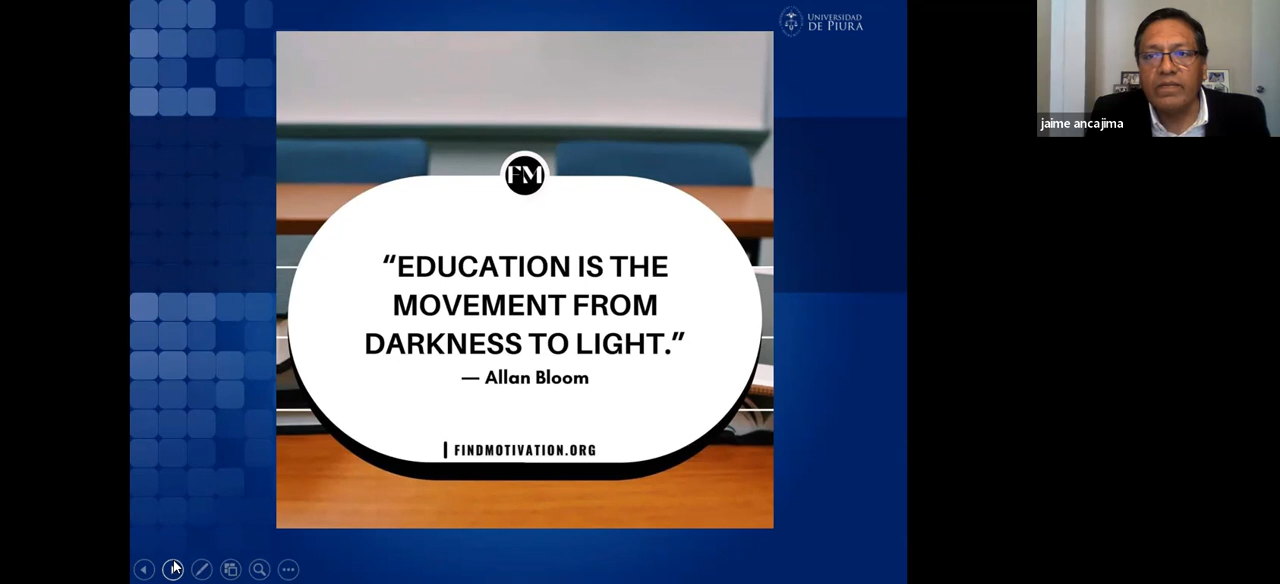 UNIVERSIDAD
DE PIURA
jaime ancajima
FM
“EDUCATION IS THE
MOVEMENT FROM
DARKNESS TO LIGHT.”
— Allan Bloom
FINDMOTIVATION.ORG